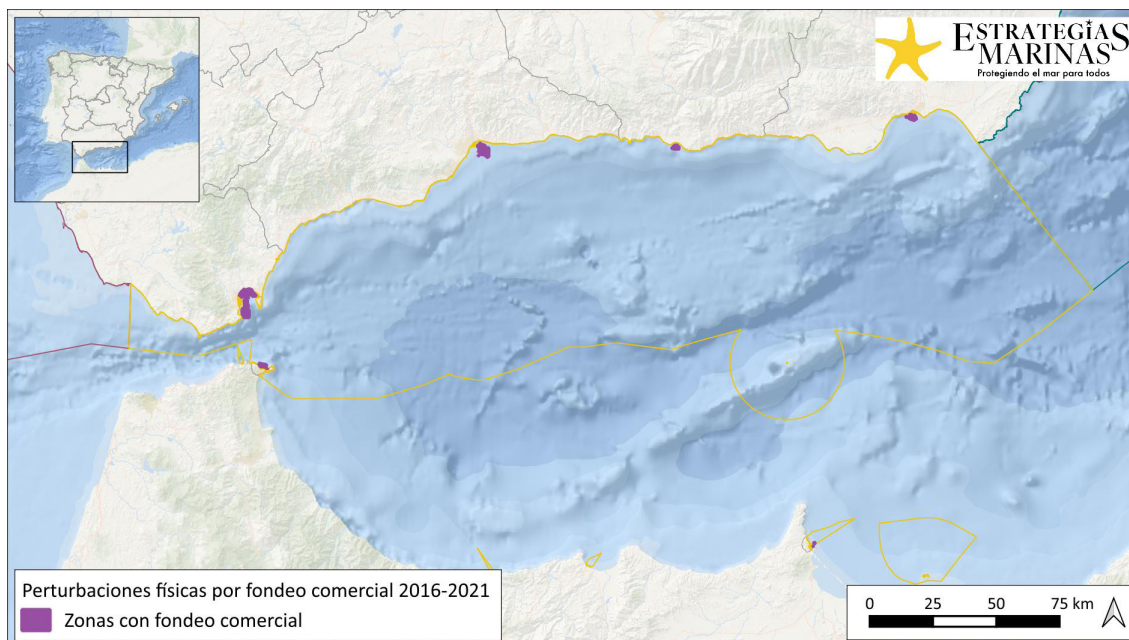 ESTRATEGIAS
MARINAS
Protegiendo el mar para todos
Perturbaciones físicas por fondeo comercial 2016-2021
Zonas con fondeo comercial
0 25 50 75 km